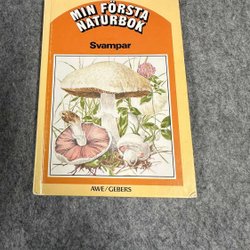 MIN FÖRSTA
NATURBOK
Svampar
AWE/GEBERS